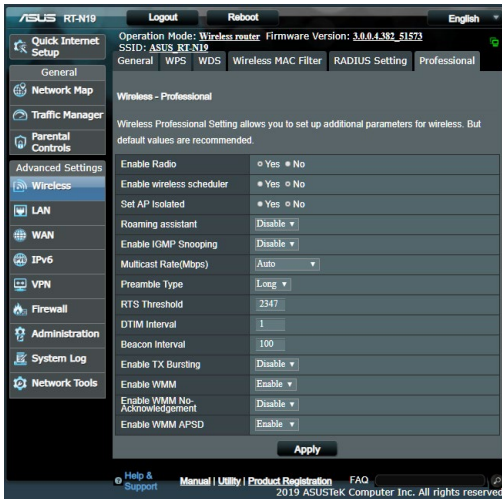 ASUS RT-N19
Logout Reboot English
Quick Internet Setup
Operation Mode: Wireless router Firmware Version: 3.0.0.4.382_51573
SSID: ASUS_RT-N19
General
Network Map
Traffic Manager
Parental Controls
Advanced Settings
Wireless
LAN
WAN
IPv6
VPN
Firewall
Administration
System Log
Network Tools
General WPS WDS Wireless MAC Filter RADIUS Setting Professional
Wireless - Professional
Wireless Professional Setting allows you to set up additional parameters for wireless. But
default values are recommended.
Enable Radio Yes No
Enable wireless scheduler Yes No
Set AP Isolated Yes No
Roaming assistant Disable
Enable IGMP Snooping Disable
Multicast Rate(Mbps) Auto
Preamble Type Long
RTS Threshold 2347
DTIM Interval 1
Beacon Interval 100
Enable TX Bursting Disable
Enable WMM Enable
Enable WMM No-Acknowledgement Disable
Enable WMM APSD Enable
Apply
Help & Support Manual | Utility | Product Registration FAQ
2019 ASUSTeK Computer Inc. All rights reserved